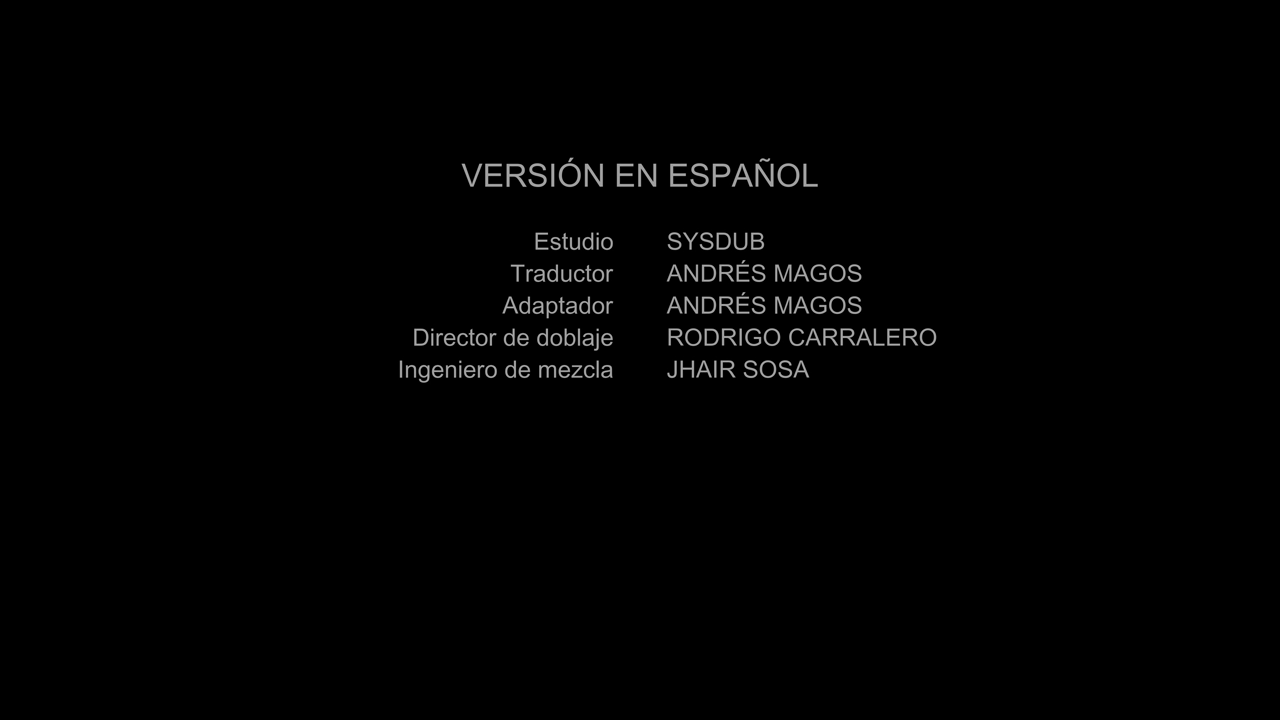 VERSIÓN EN ESPAÑOL
Estudio SYSDUB
Traductor ANDRÉS MAGOS
Adaptador ANDRÉS MAGOS
Director de doblaje RODRIGO CARRALERO
Ingeniero de mezcla JHAIR SOSA